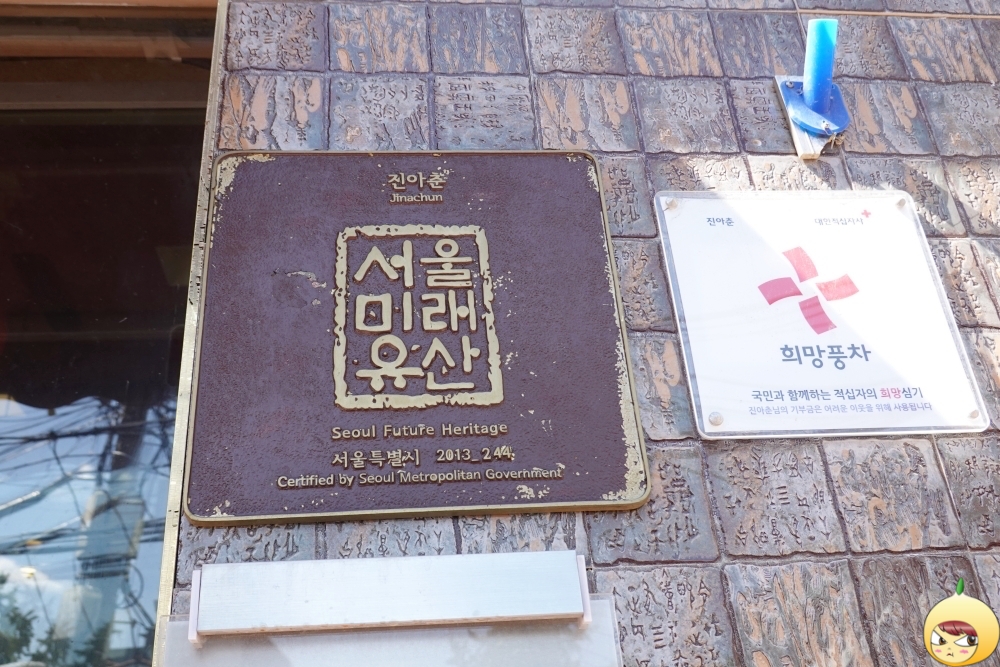 진아춘
Jinachun
서울
미래
유산
Seoul Future Heritage
서울특별시 2013_244
Certified by Seoul Metropolitan Government
진아춘
대한적십자사
희망풍차
국민과 함께하는 적십자의 희망심기
진아춘님의 기부금은 어려운 이웃을 위해 사용됩니다